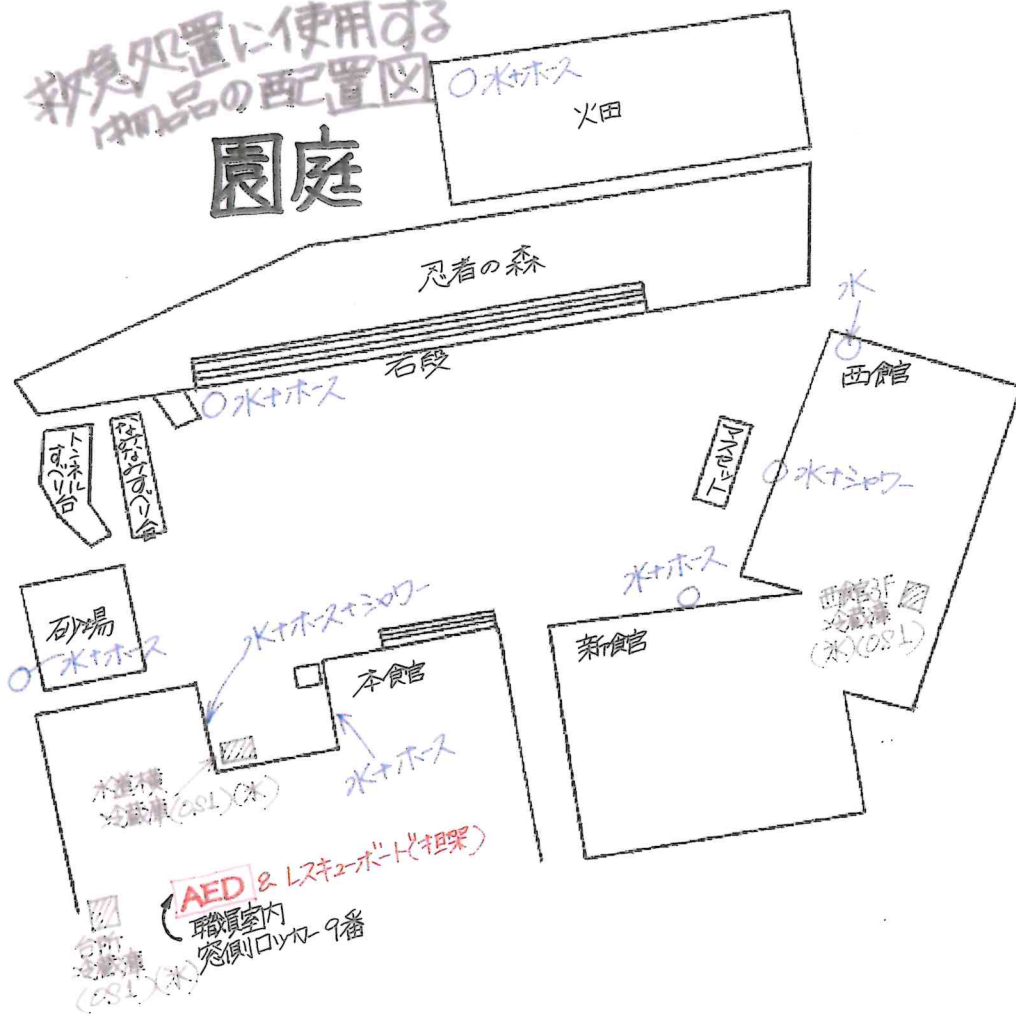 救急処置に使用する
物品の配置図
園庭
水+ホース
畑
忍者の森
石段
水+ホース
水
西館
トンネル
すべり台
なみなみすべり台
マスセット
水+シャワー
水+ホース
西館3F
冷蔵庫
(氷)(OS1)
砂場
水+ホース
水+ホース+シャワー
本館
新館
水+ホース
水道横
冷蔵庫(OS1)(氷)
AED & レスキューボード(担架)
職員室内
窓側ロッカー9番
台所
冷蔵庫
(OS1)(氷)